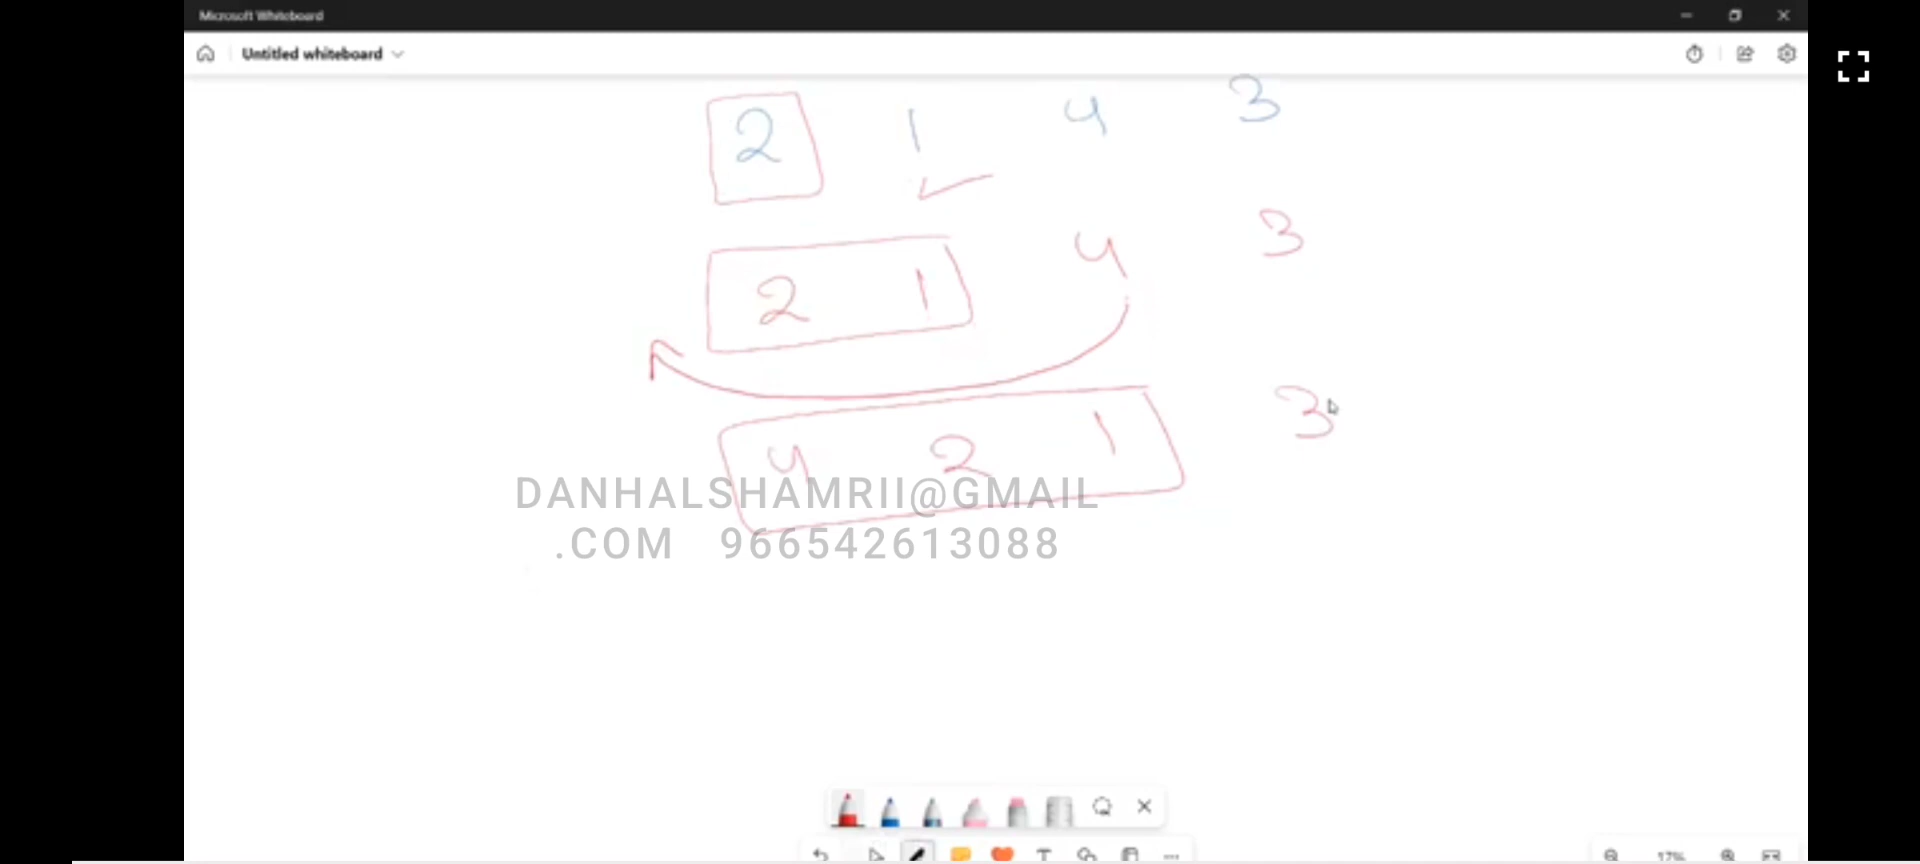 Microsoft Whiteboard
Untitled whiteboard
2 1 4 3
2 1 4 3
4 2 1 3
DANHALSHAMRII@GMAIL
.COM 966542613088
17%